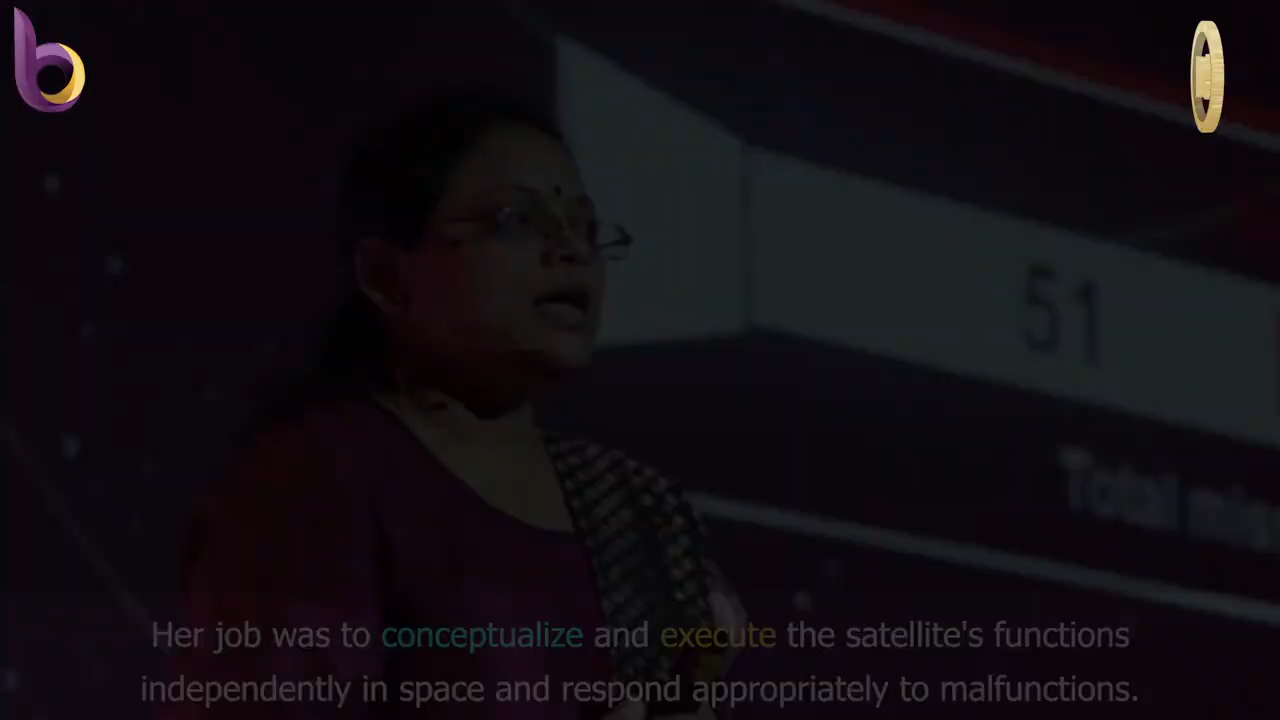 51
Total
Her job was to conceptualize and execute the satellite's functions
independently in space and respond appropriately to malfunctions.